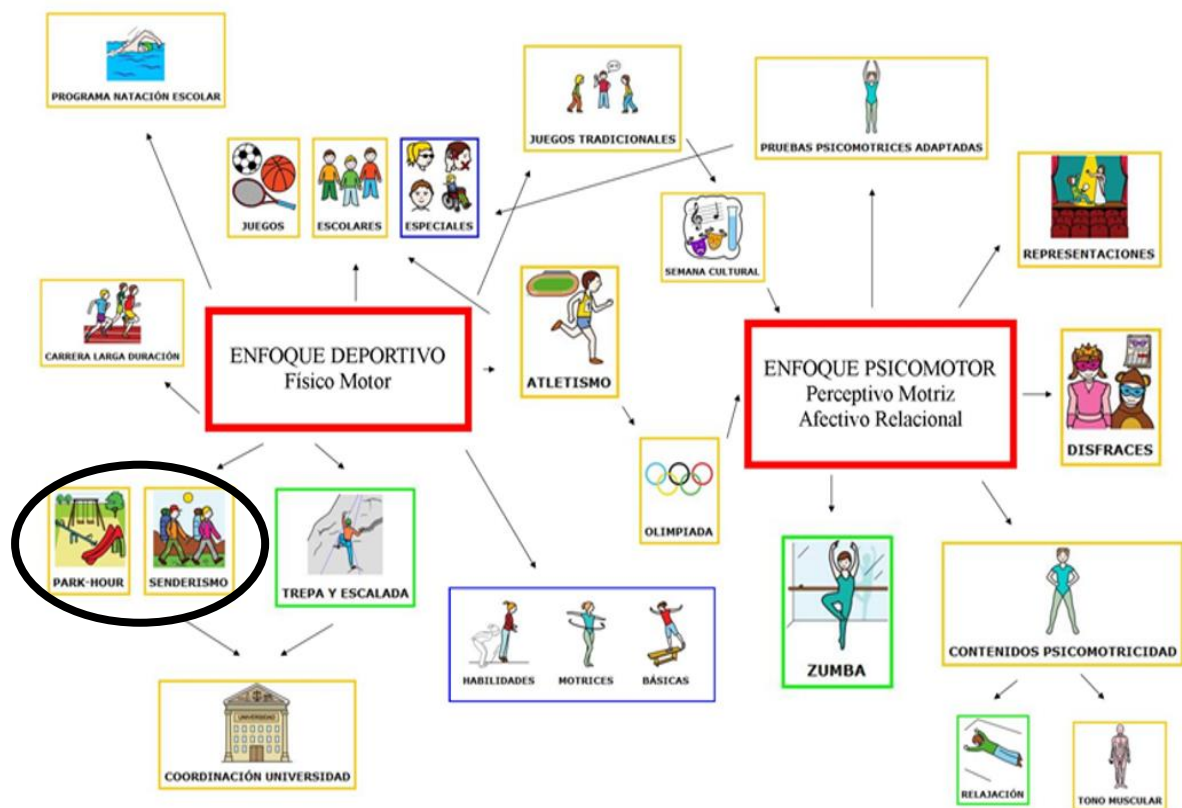 PROGRAMA NATACIÓN ESCOLAR
JUEGOS TRADICIONALES
PRUEBAS PSICOMOTRICES ADAPTADAS
JUEGOS
ESCOLARES
ESPECIALES
SEMANA CULTURAL
REPRESENTACIONES
CARRERA LARGA DURACIÓN
ENFOQUE DEPORTIVO
Físico Motor
ATLETISMO
ENFOQUE PSICOMOTOR
Perceptivo Motriz
Afectivo Relacional
DISFRACES
OLIMPIADA
PARK-HOUR
SENDERISMO
TREPA Y ESCALADA
HABILIDADES
MOTRICES
BÁSICAS
ZUMBA
CONTENIDOS PSICOMOTRICIDAD
UNIVERSIDAD
COORDINACIÓN UNIVERSIDAD
RELAJACIÓN
TONO MUSCULAR